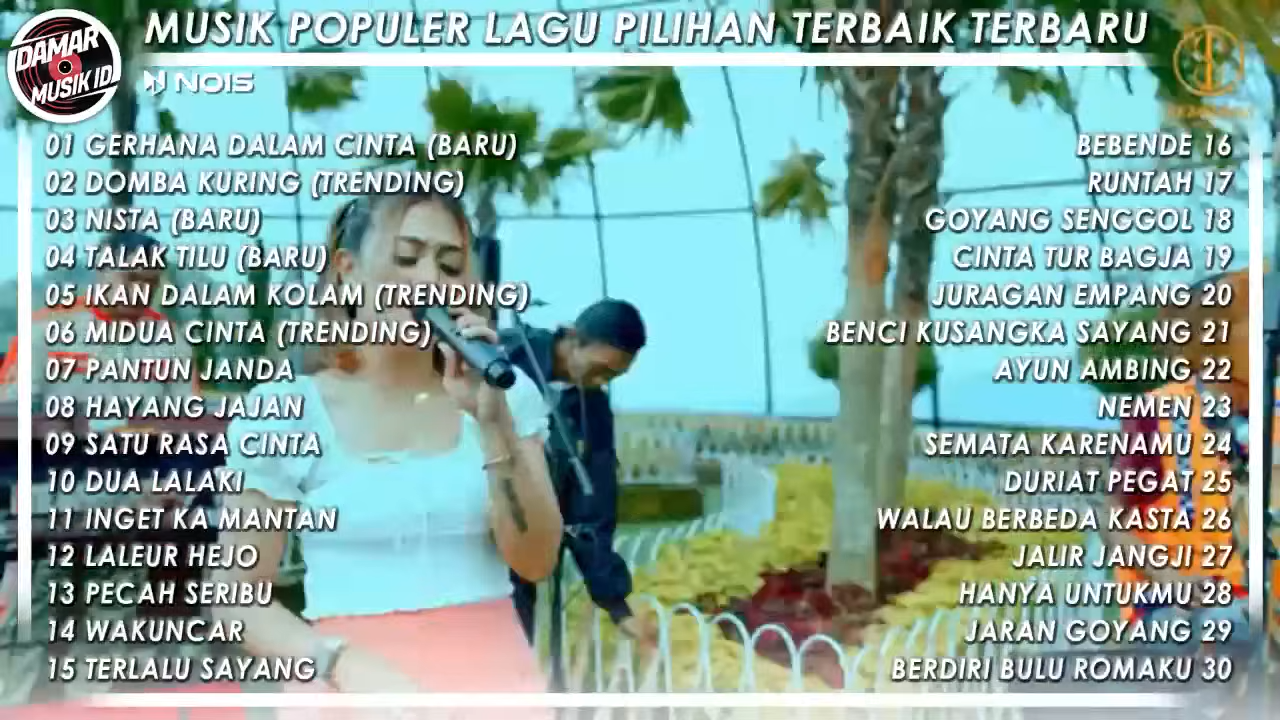 MUSIK POPULER LAGU PILIHAN TERBAIK TERBARU
DAMAR
MUSIK ID
NOIS
01 GERHANA DALAM CINTA (BARU)
02 DOMBA KURING (TRENDING)
03 NISTA (BARU)
04 TALAK TILU (BARU)
05 IKAN DALAM KOLAM (TRENDING)
06 MIDUA CINTA (TRENDING)
07 PANTUN JANDA
08 HAYANG JAJAN
09 SATU RASA CINTA
10 DUA LALAKI
11 INGET KA MANTAN
12 LALEUR HEJO
13 PECAH SERIBU
14 WAKUNCAR
15 TERLALU SAYANG
BEBENDE 16
RUNTAH 17
GOYANG SENGGOL 18
CINTA TUR BAGJA 19
JURAGAN EMPANG 20
BENCI KUSANGKA SAYANG 21
AYUN AMBING 22
NEMEN 23
SEMATA KARENAMU 24
DURIAT PEGAT 25
WALAU BERBEDA KASTA 26
JALIR JANGJI 27
HANYA UNTUKMU 28
JARAN GOYANG 29
BERDIRI BULU ROMAKU 30